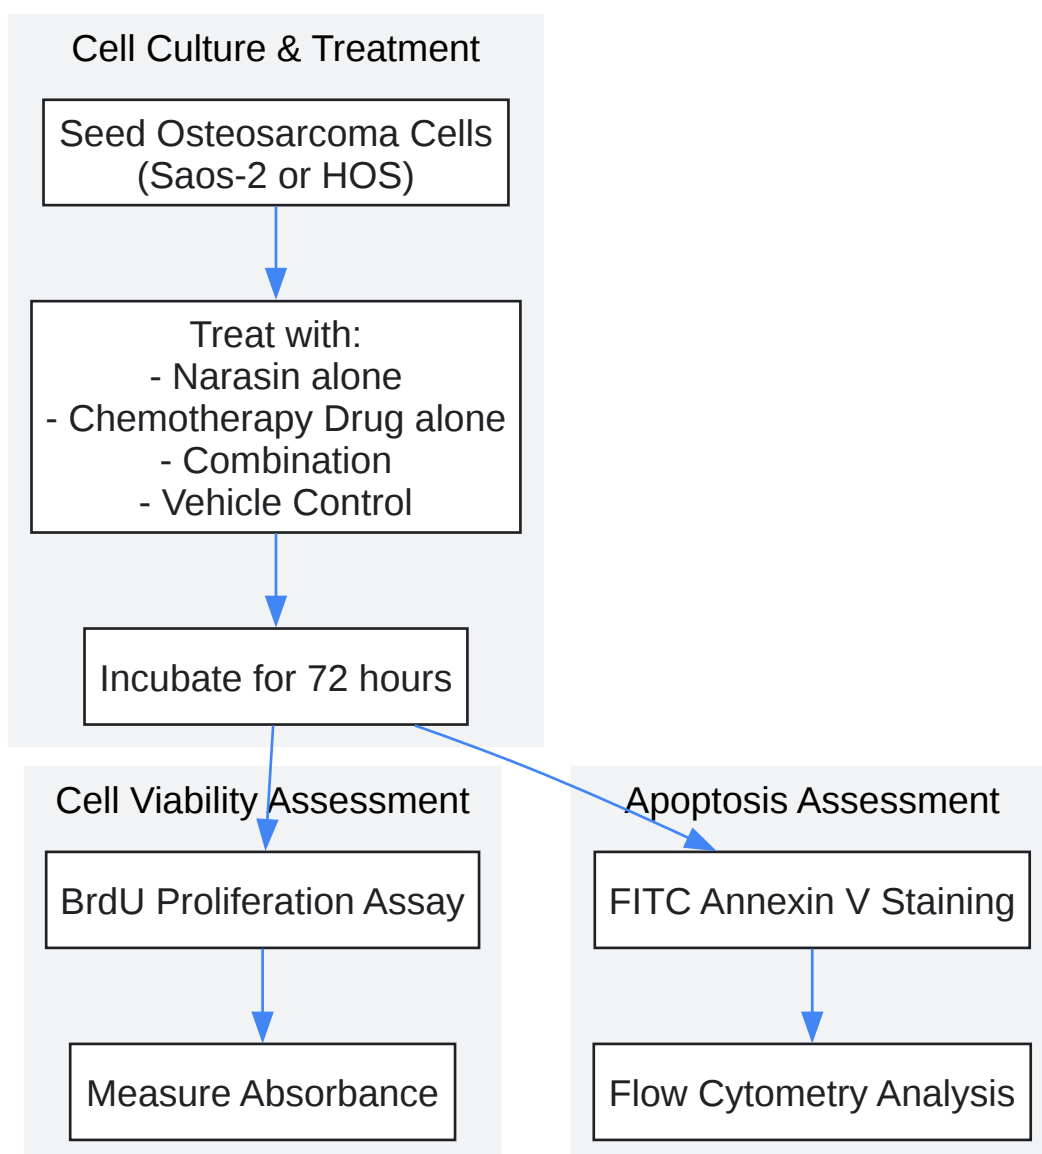 Cell Culture & Treatment
Seed Osteosarcoma Cells
(Saos-2 or HOS)
Treat with:
- Narasin alone
- Chemotherapy Drug alone
- Combination
- Vehicle Control
Incubate for 72 hours
Cell Viability Assessment
BrdU Proliferation Assay
Measure Absorbance
Apoptosis Assessment
FITC Annexin V Staining
Flow Cytometry Analysis